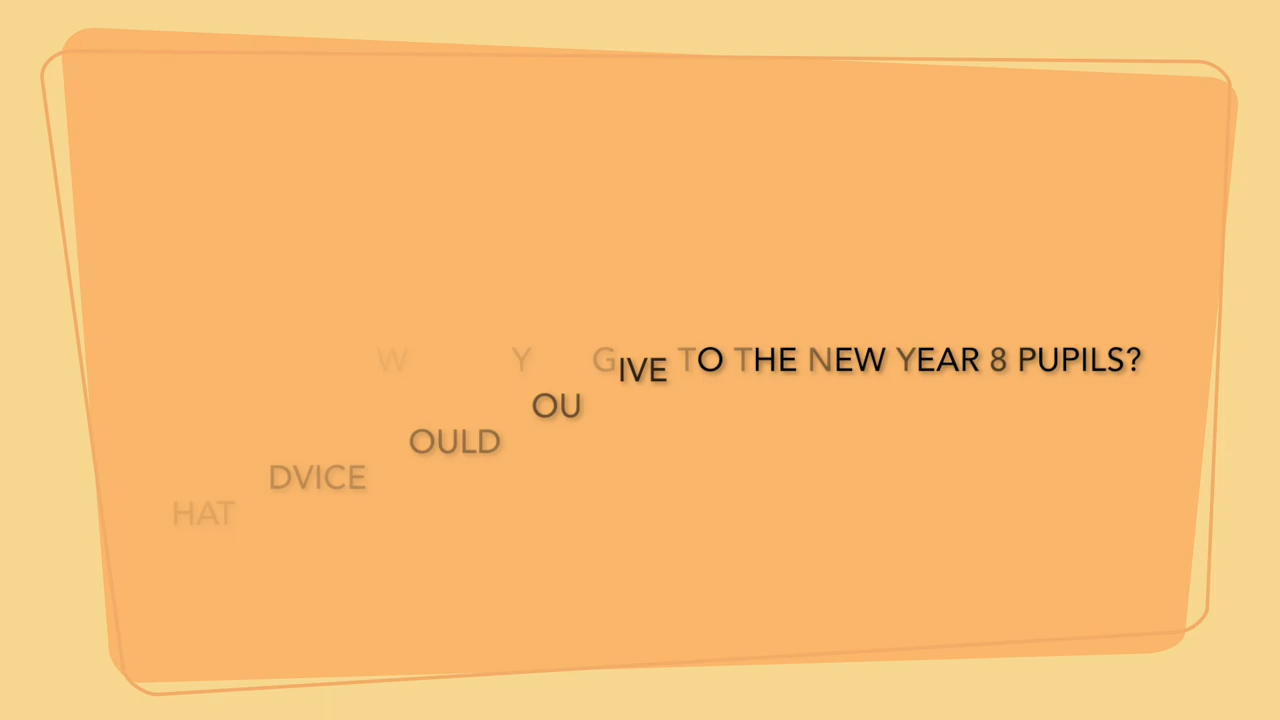 W Y GIVE TO THE NEW YEAR 8 PUPILS?
OU
OULD
DVICE
HAT